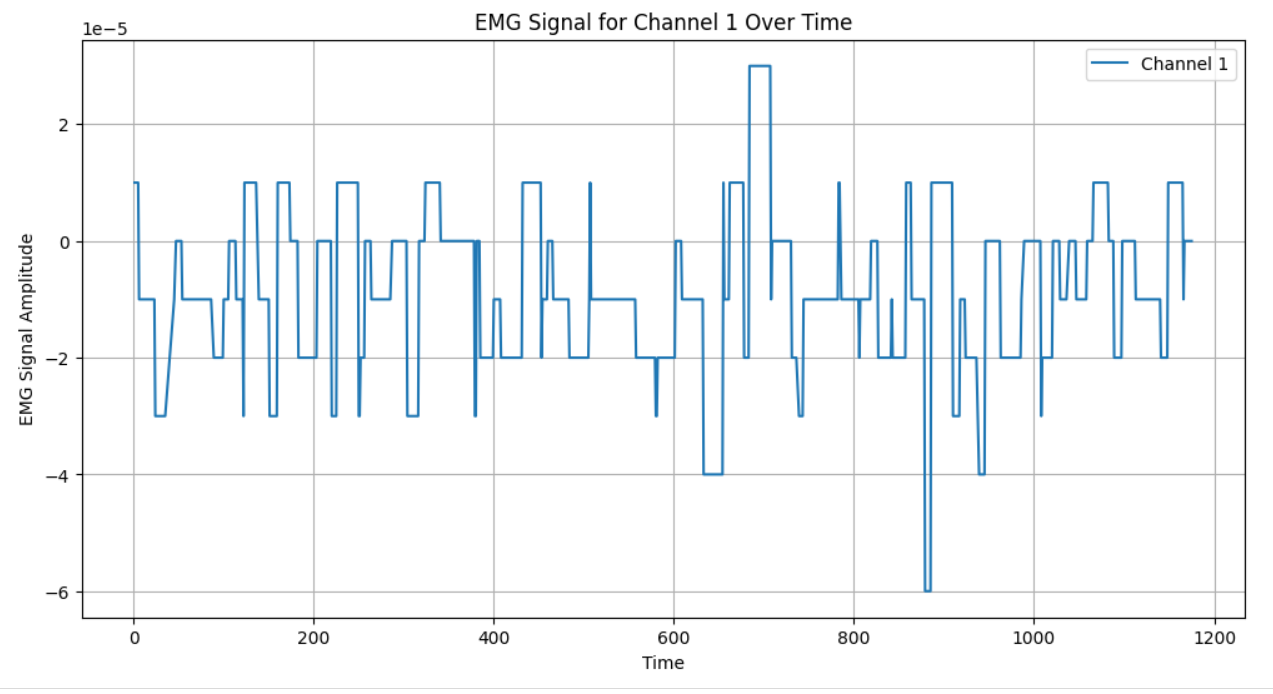 EMG Signal for Channel 1 Over Time
1e−5
Channel 1
2
0
−2
−4
−6
EMG Signal Amplitude
0 200 400 600 800 1000 1200
Time